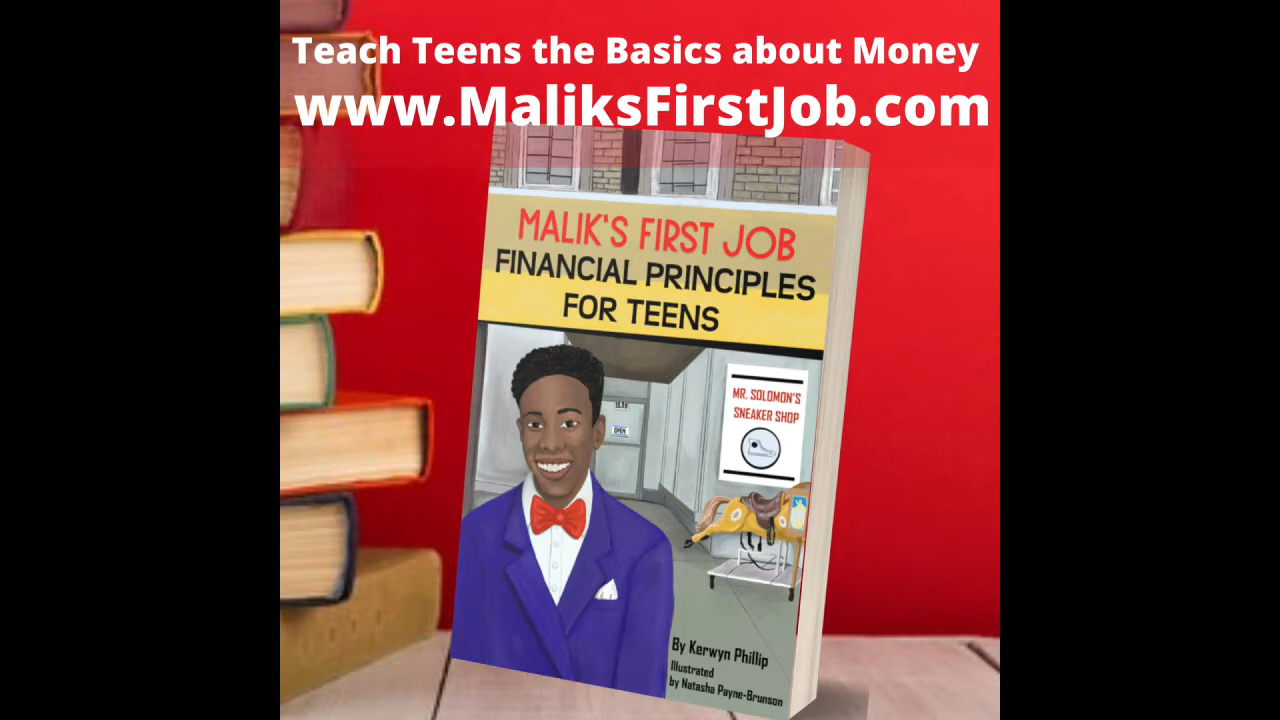 Teach Teens the Basics about Money
www.MaliksFirstJob.com
MALIK'S FIRST JOB
FINANCIAL PRINCIPLES
FOR TEENS
MR. SOLOMON'S
SNEAKER SHOP
OPEN
By Kerwyn Phillip
Illustrated
by Natasha Payne-Brunson